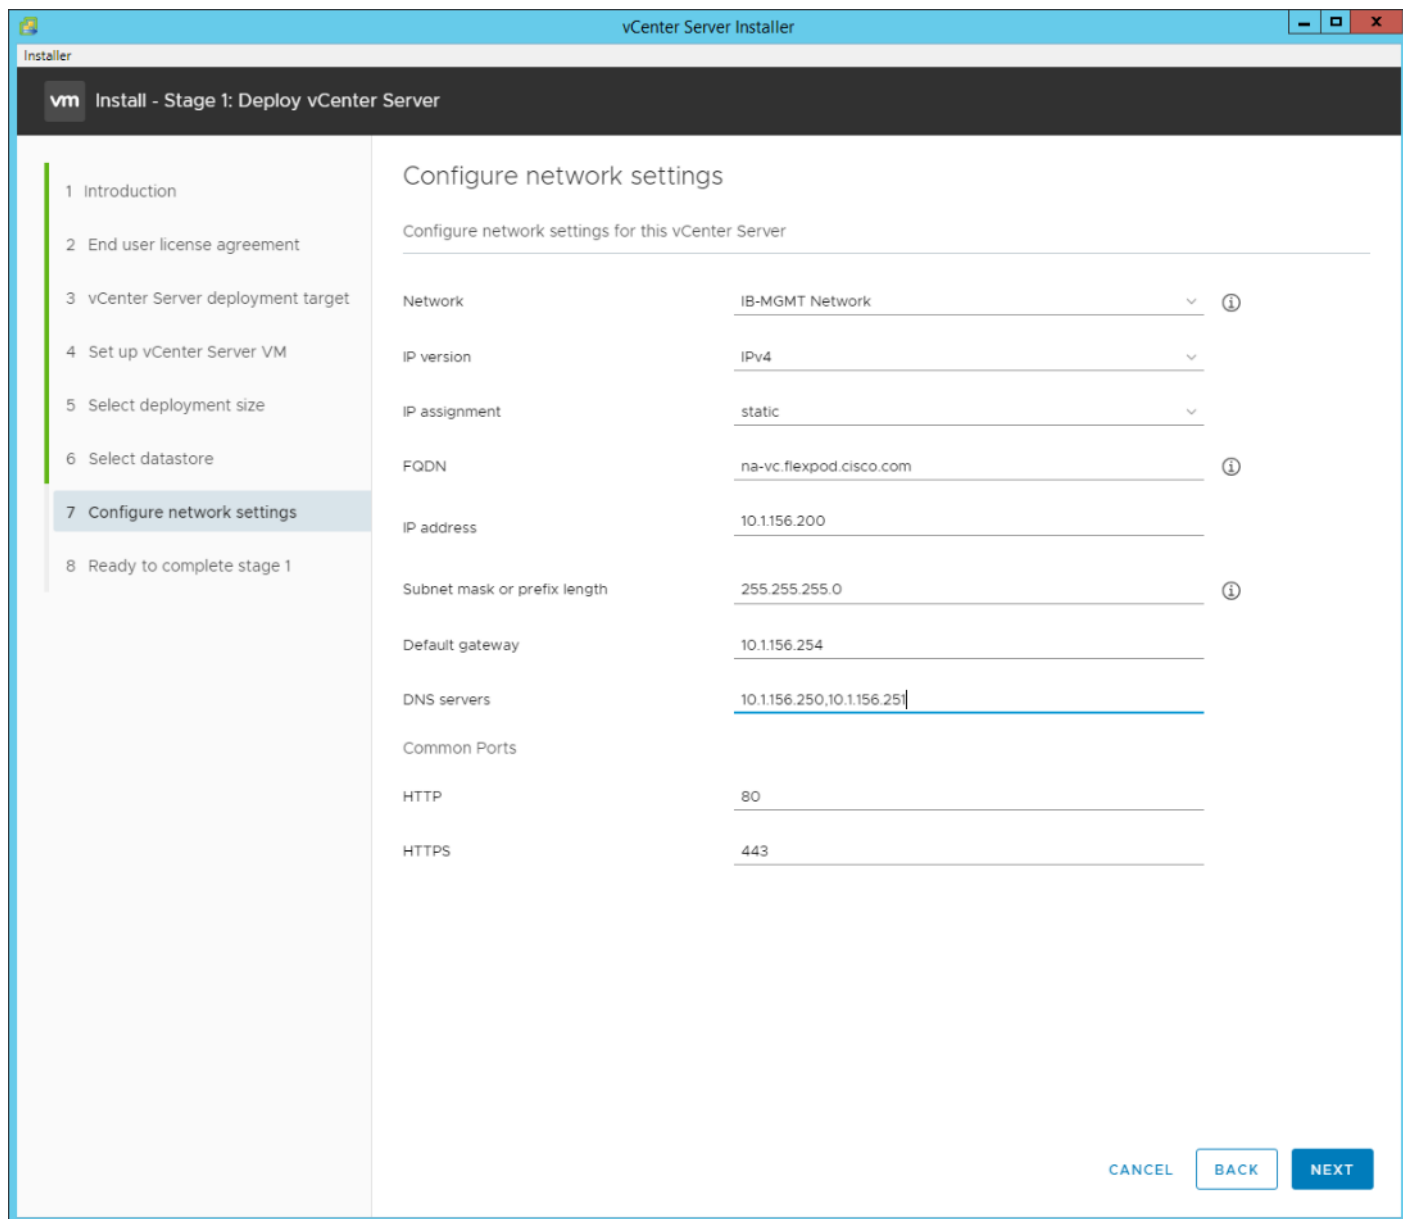 vCenter Server Installer
Installer
vm Install - Stage 1: Deploy vCenter Server
1 Introduction
2 End user license agreement
3 vCenter Server deployment target
4 Set up vCenter Server VM
5 Select deployment size
6 Select datastore
7 Configure network settings
8 Ready to complete stage 1
Configure network settings
Configure network settings for this vCenter Server
Network IB-MGMT Network
IP version IPv4
IP assignment static
FQDN na-vc.flexpod.cisco.com
IP address 10.1.156.200
Subnet mask or prefix length 255.255.255.0
Default gateway 10.1.156.254
DNS servers 10.1.156.250,10.1.156.251
Common Ports
HTTP 80
HTTPS 443
CANCEL BACK NEXT